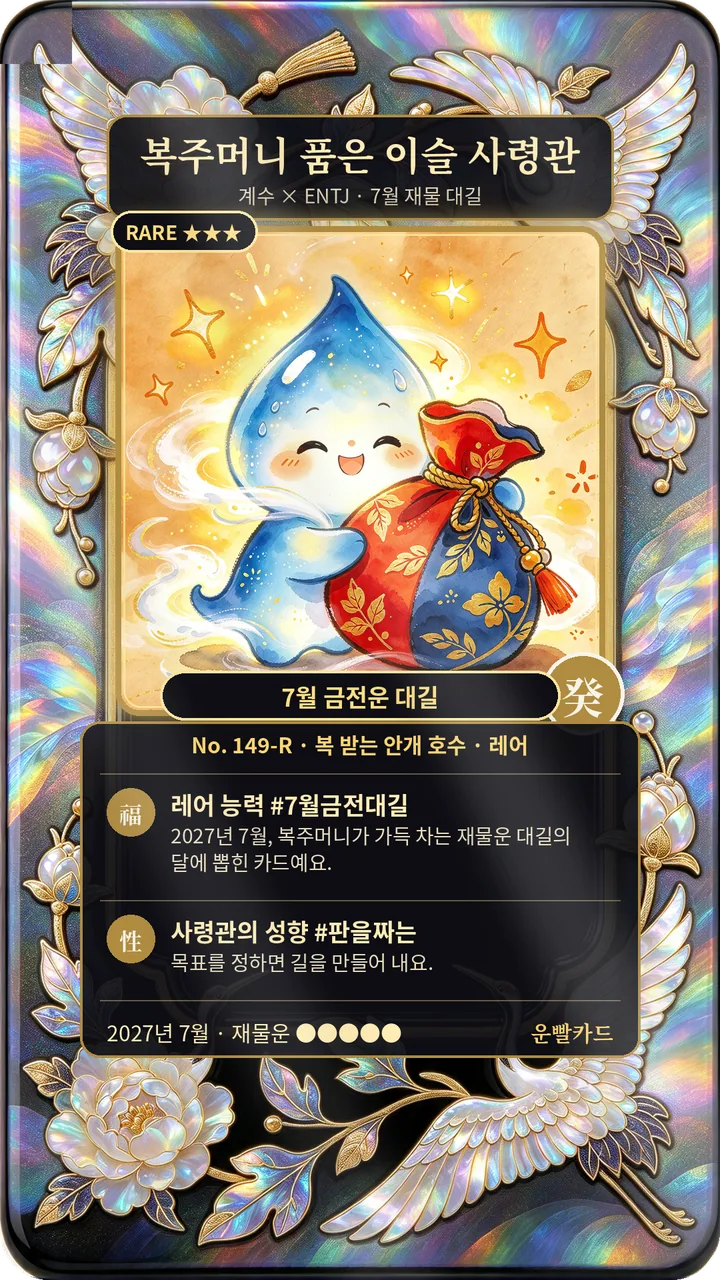 복주머니 품은 이슬 사령관
계수 × ENTJ · 7월 재물 대길
RARE ★★★
7월 금전운 대길
癸
No. 149-R · 복 받는 안개 호수 · 레어
福
레어 능력 #7월금전대길
2027년 7월, 복주머니가 가득 차는 재물운 대길의
달에 뽑힌 카드예요.
性
사령관의 성향 #판을짜는
목표를 정하면 길을 만들어 내요.
2027년 7월 · 재물운 ●●●●●
운빨카드